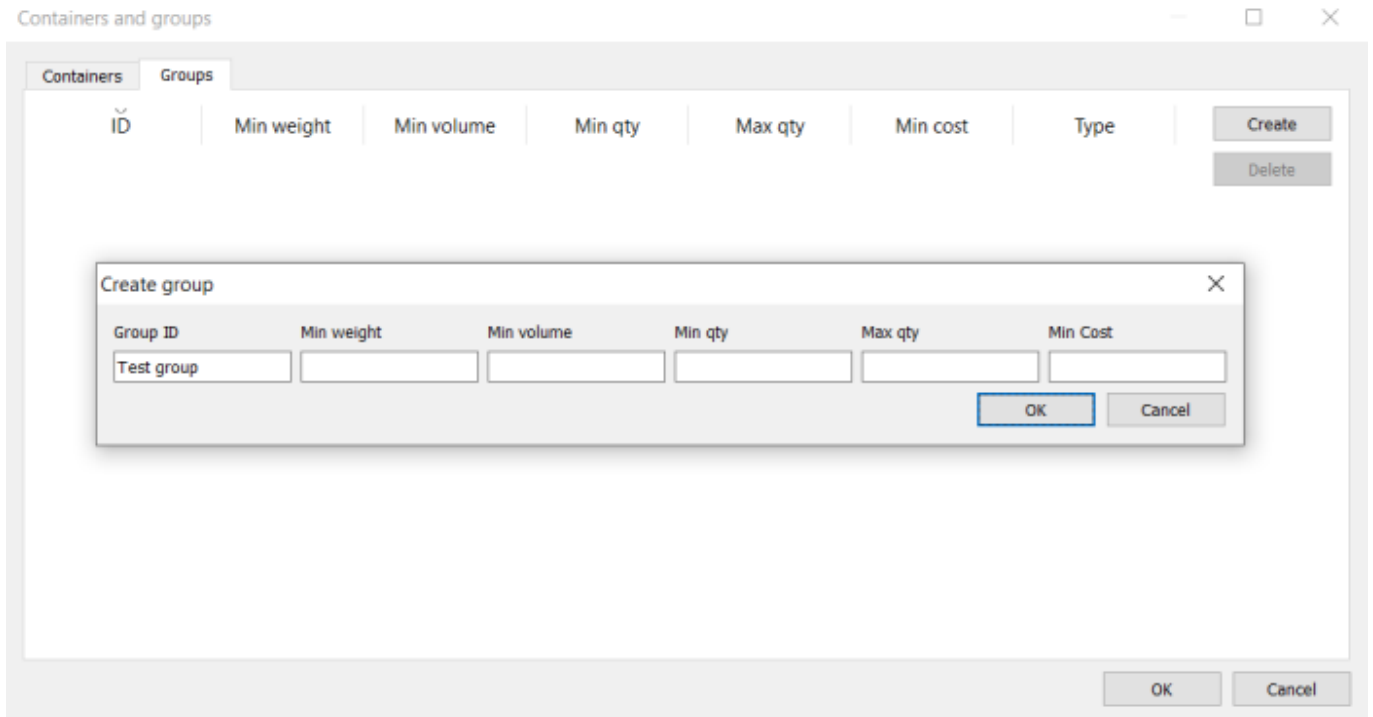 Containers and groups
Containers Groups
ID Min weight Min volume Min qty Max qty Min cost Type Create
Delete
Create group
Group ID Min weight Min volume Min qty Max qty Min Cost
Test group
OK Cancel
OK Cancel